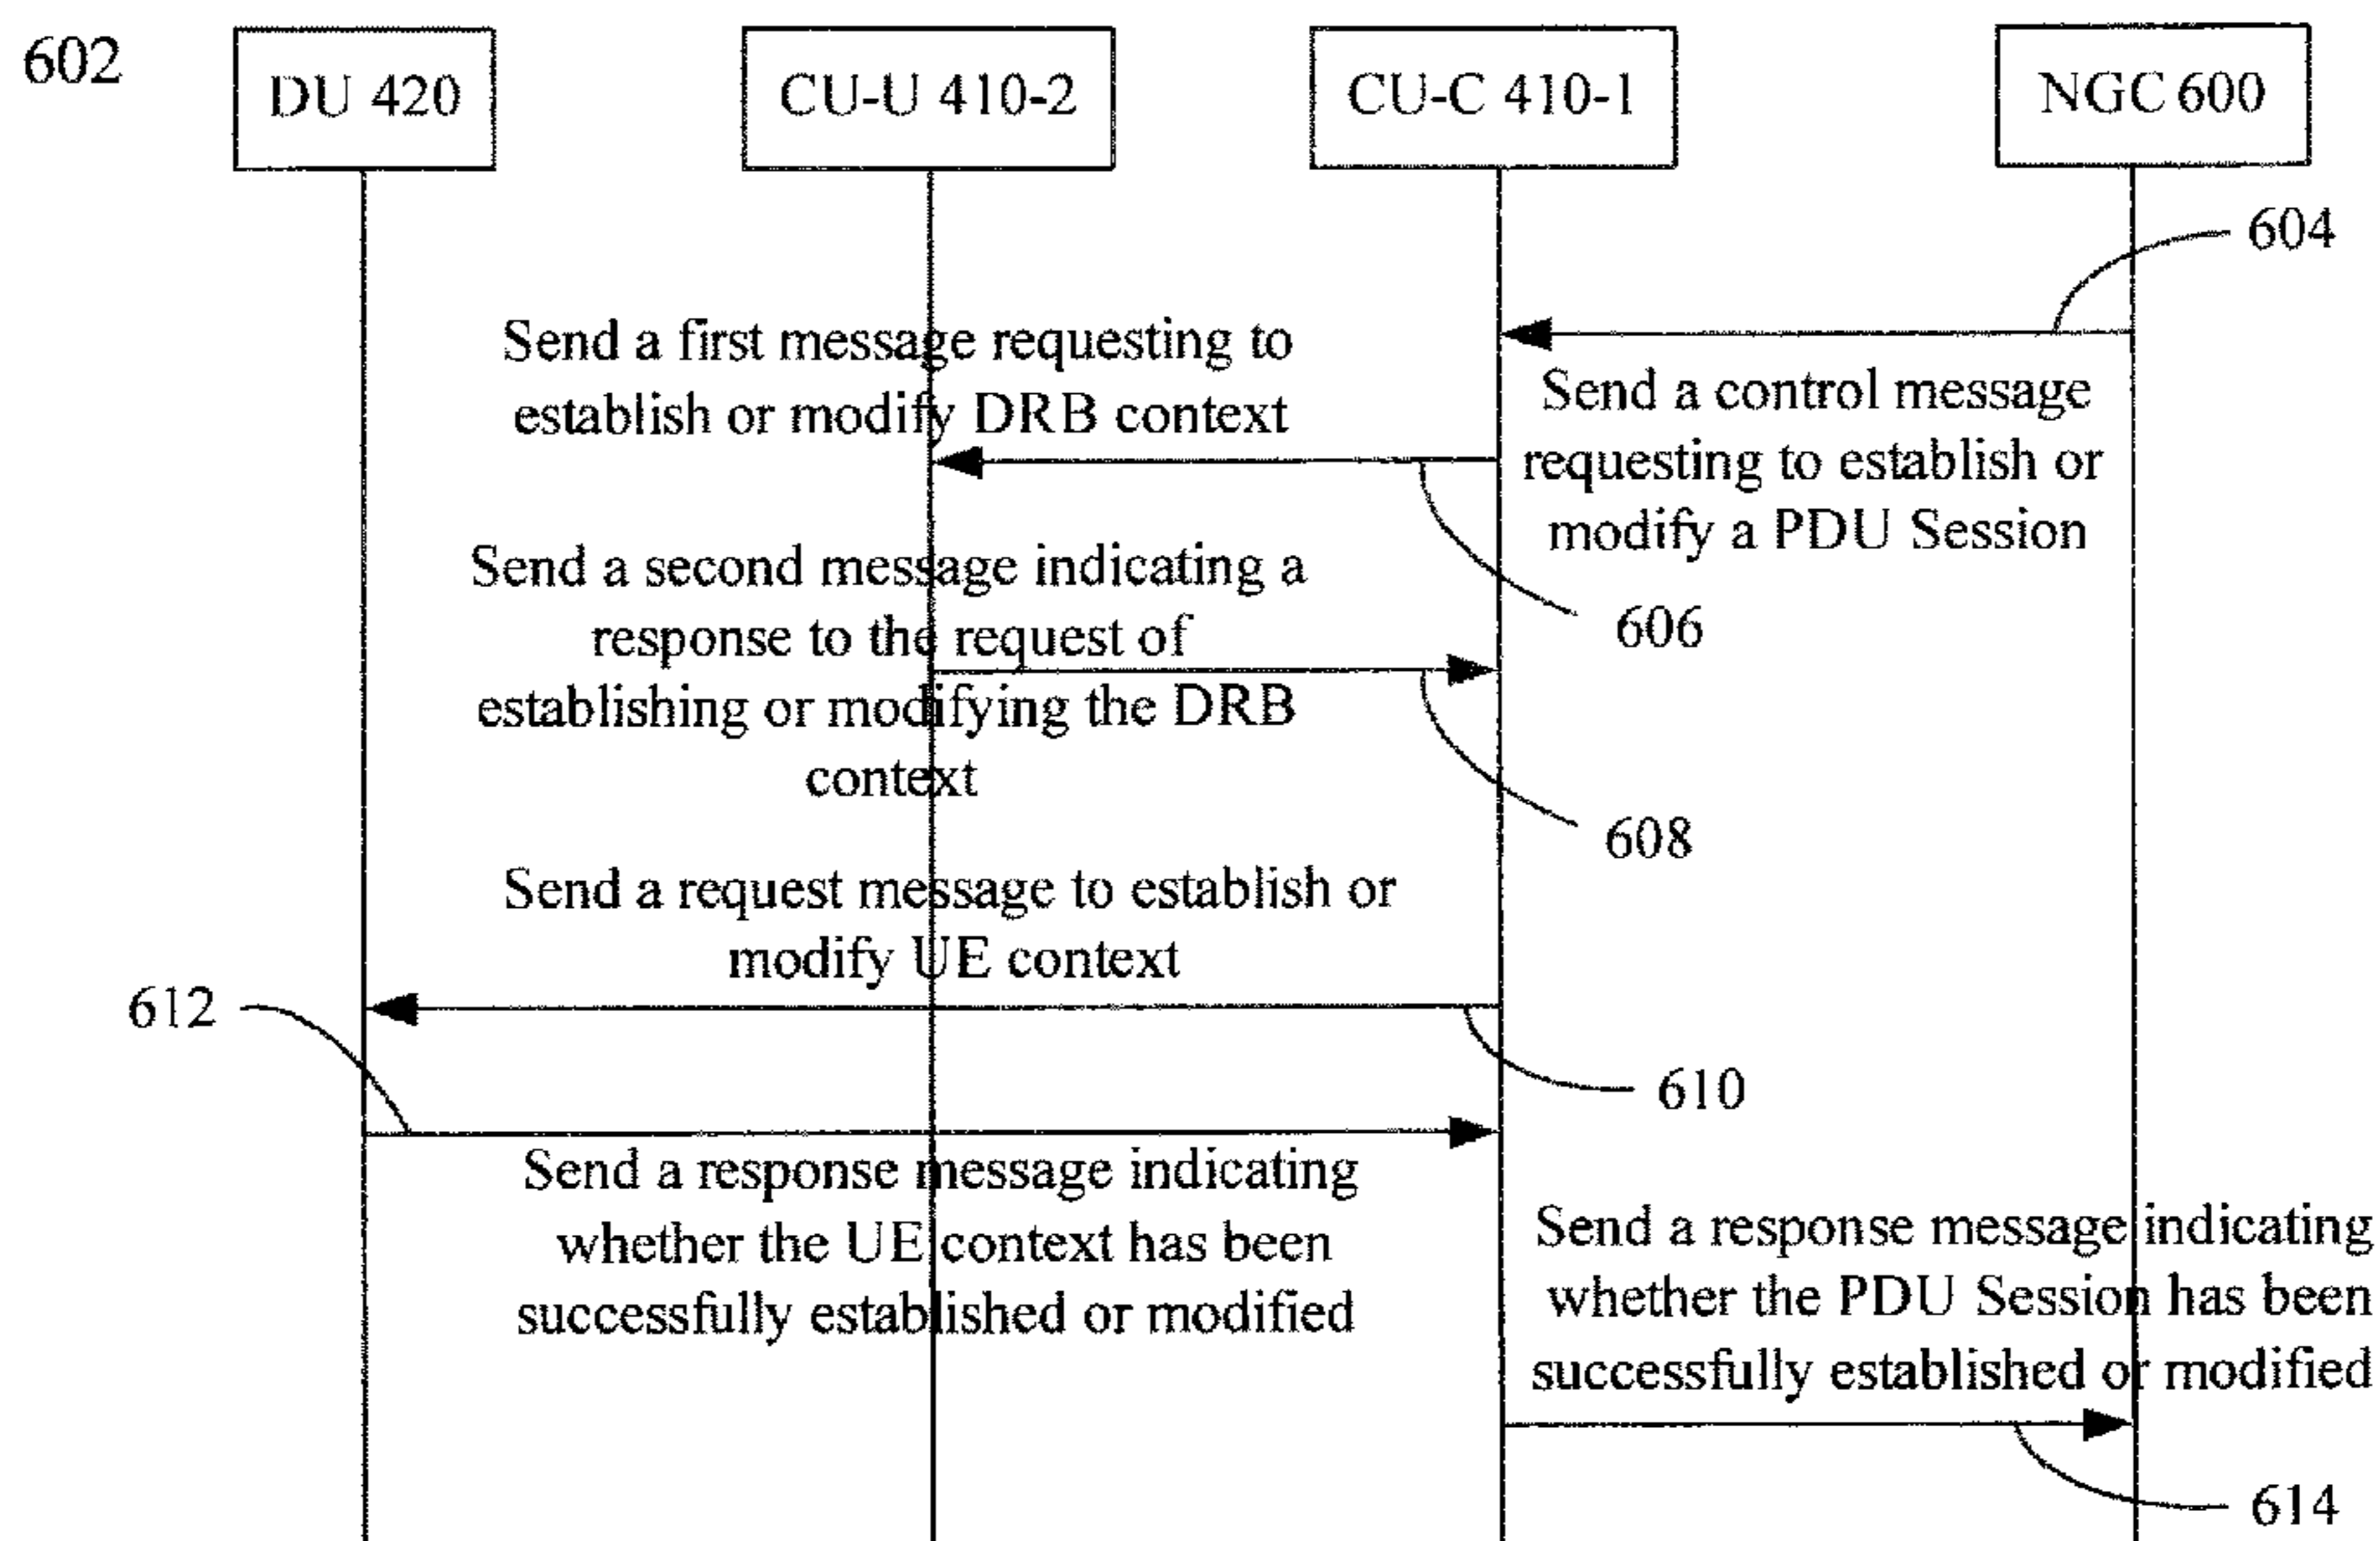 602
DU 420
CU-U 410-2
CU-C 410-1
NGC 600
604
Send a control message
requesting to establish or
modify a PDU Session
Send a first message requesting to
establish or modify DRB context
606
Send a second message indicating a
response to the request of
establishing or modifying the DRB
context
608
Send a request message to establish or
modify UE context
610
612
Send a response message indicating
whether the UE context has been
successfully established or modified
Send a response message indicating
whether the PDU Session has been
successfully established or modified
614